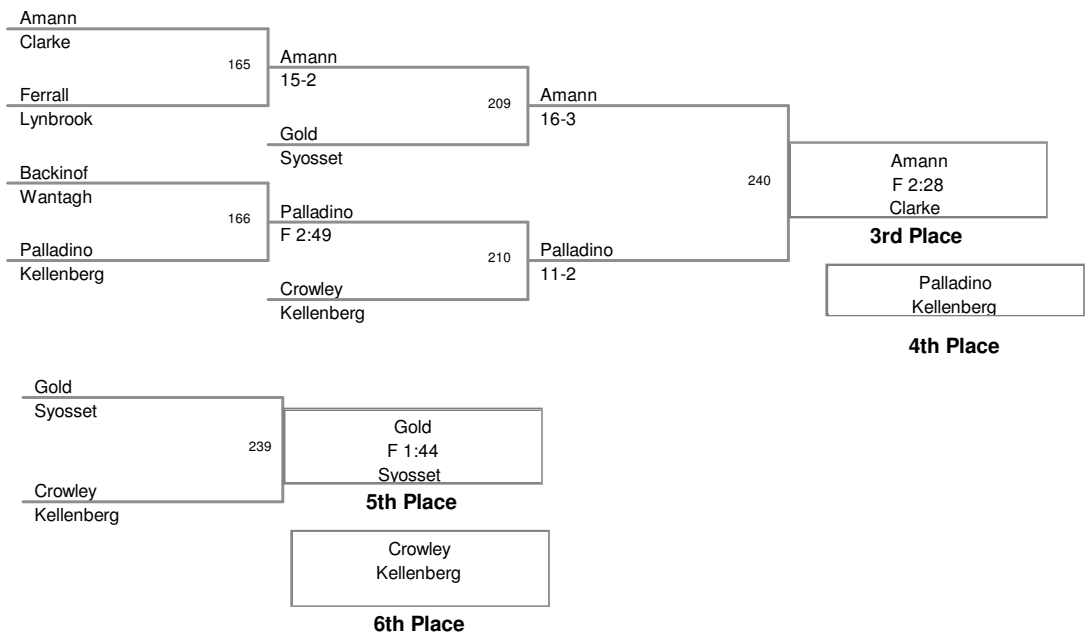 Amann
Clarke
165
Ferrall
Lynbrook
Amann
15-2
209
Gold
Syosset
Backinof
Wantagh
166
Palladino
Kellenberg
Palladino
F 2:49
210
Crowley
Kellenberg
Amann
16-3
240
Palladino
11-2
Amann
F 2:28
Clarke
3rd Place
Palladino
Kellenberg
4th Place
Gold
Syosset
239
Crowley
Kellenberg
Gold
F 1:44
Syosset
5th Place
Crowley
Kellenberg
6th Place